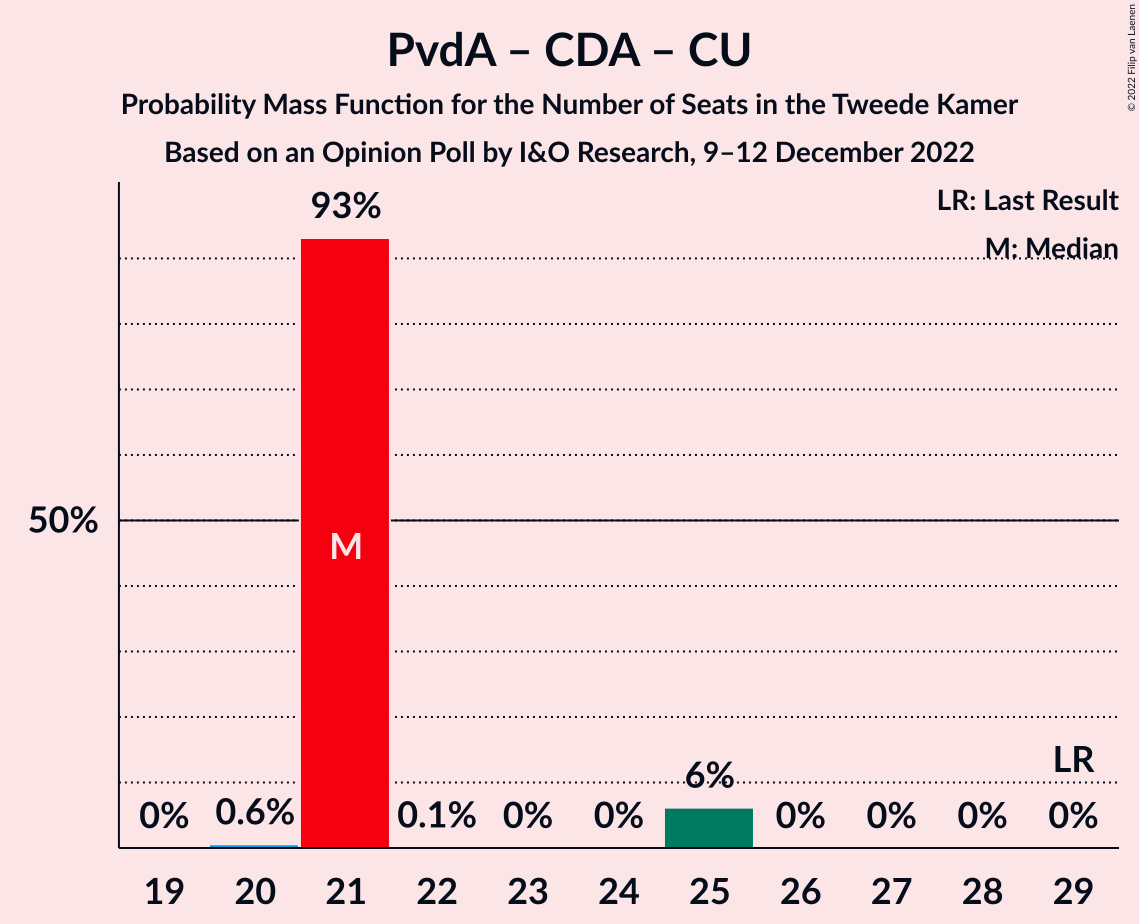 PvdA – CDA – CU
Probability Mass Function for the Number of Seats in the Tweede Kamer
Based on an Opinion Poll by I&O Research, 9–12 December 2022
© 2022 Filip van Laenen
LR: Last Result
M: Median
93%
50%
M
LR
6%
0% 0.6% 0.1% 0% 0% 0% 0% 0% 0%
19 20 21 22 23 24 25 26 27 28 29